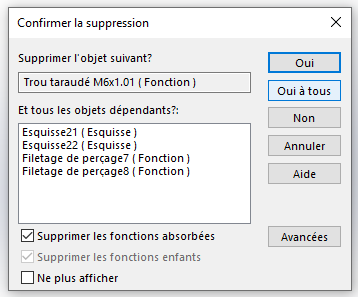 Confirmer la suppression
Supprimer l'objet suivant?
Trou taraudé M6x1.01 ( Fonction )
Et tous les objets dépendants?:
Esquisse21 ( Esquisse )
Esquisse22 ( Esquisse )
Filetage de perçage7 ( Fonction )
Filetage de perçage8 ( Fonction )
Supprimer les fonctions absorbées
Supprimer les fonctions enfants
Ne plus afficher
Oui
Oui à tous
Non
Annuler
Aide
Avancées